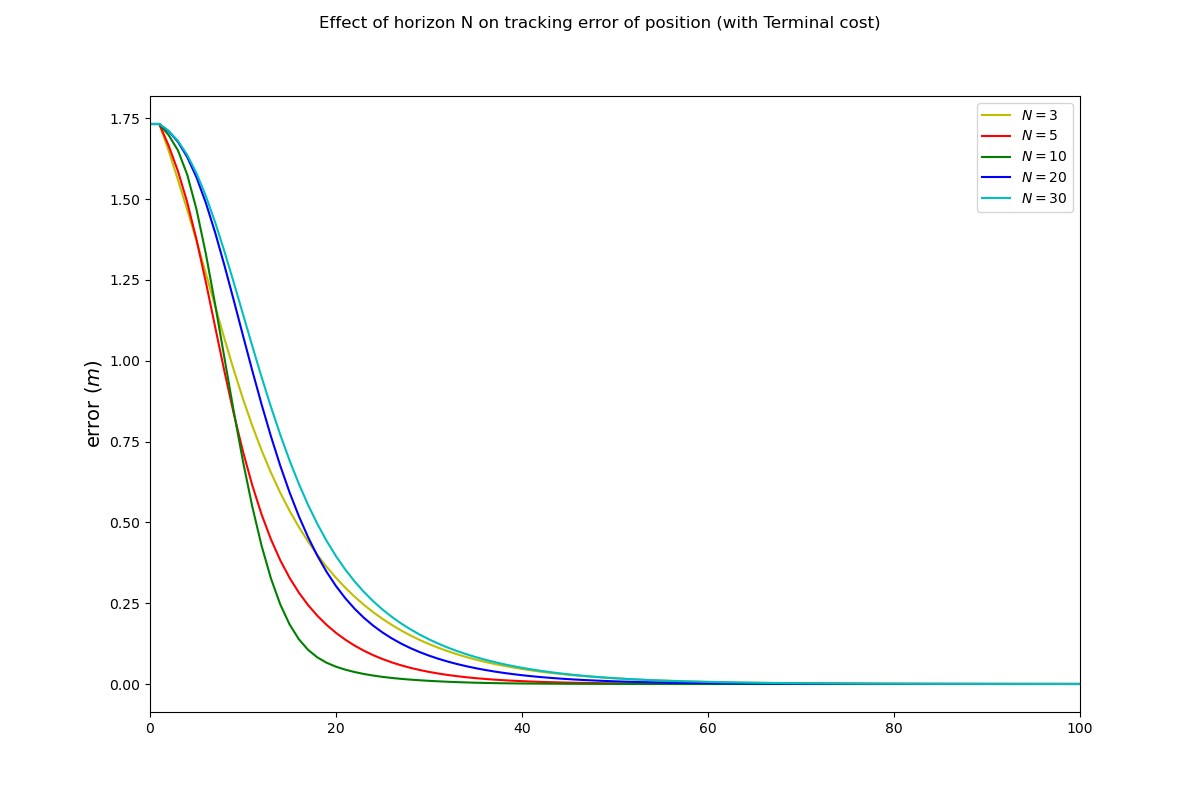 Effect of horizon N on tracking error of position (with Terminal cost)
1.75
1.50
1.25
1.00
0.75
0.50
0.25
0.00
error (m)
0 20 40 60 80 100
N = 3
N = 5
N = 10
N = 20
N = 30